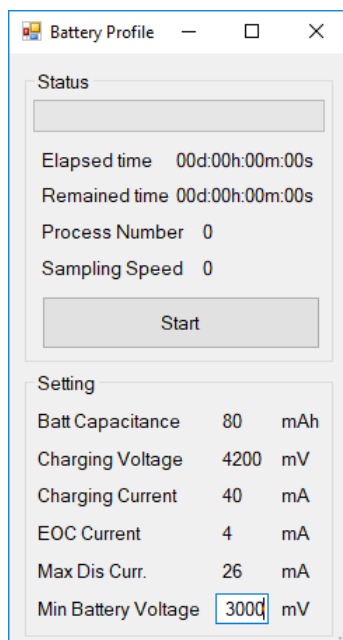 Battery Profile
Status
Elapsed time 00d:00h:00m:00s
Remained time 00d:00h:00m:00s
Process Number 0
Sampling Speed 0
Start
Setting
Batt Capacitance 80 mAh
Charging Voltage 4200 mV
Charging Current 40 mA
EOC Current 4 mA
Max Dis Curr. 26 mA
Min Battery Voltage 3000 mV